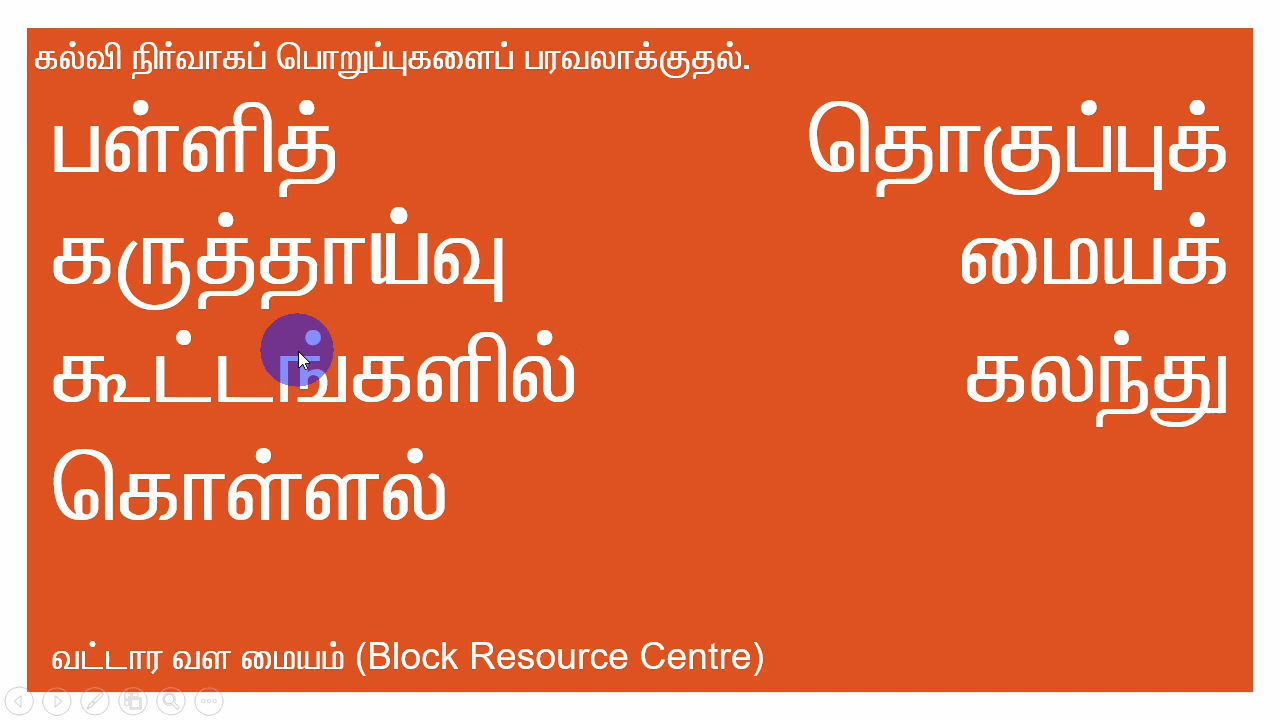 கல்வி நிர்வாகப் பொறுப்புகளைப் பரவலாக்குதல்.
பள்ளித் தொகுப்புக்
கருத்தாய்வு மையக்
கூட்டங்களில் கலந்து
கொள்ளல்
வட்டார வள மையம் (Block Resource Centre)